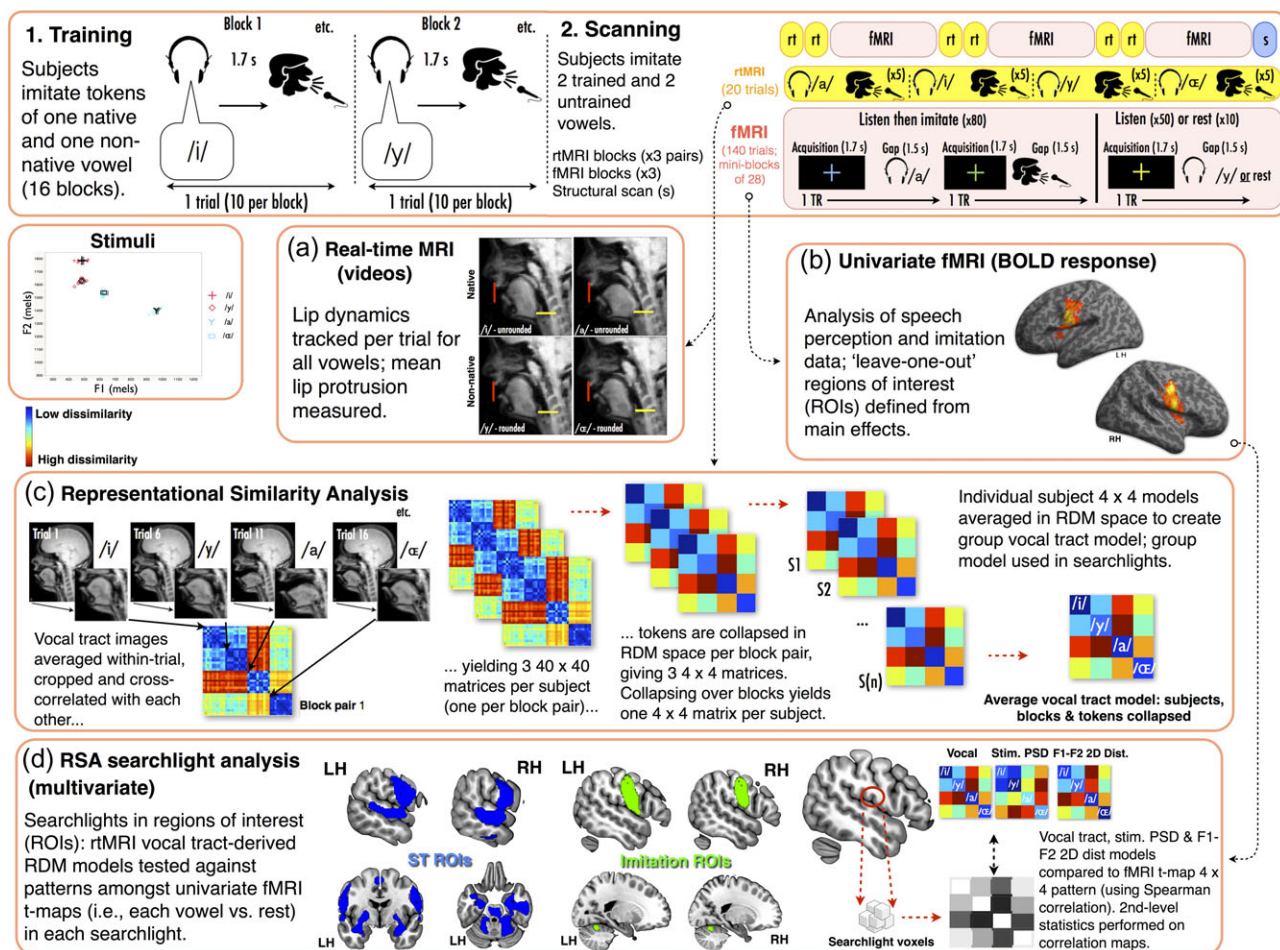 1. Training
Subjects
imitate tokens
of one native
and one non-
native vowel
(16 blocks).
Block 1
etc.
1.7 s
/i/
1 trial (10 per block)
Block 2
etc.
1.7 s
/y/
1 trial (10 per block)
2. Scanning
Subjects imitate
2 trained and 2
untrained
vowels.
rtMRI blocks (x3 pairs)
fMRI blocks (x3)
Structural scan (s)
rt rt fMRI rt rt fMRI rt rt fMRI s
rtMRI
(20 trials)
/a/ (x5) /i/ (x5) /y/ (x5) /œ/ (x5)
fMRI
(140 trials;
mini-blocks
of 28)
Listen then imitate (x80)
Acquisition (1.7 s) Gap (1.5 s) Acquisition (1.7 s) Gap (1.5 s)
/a/
1 TR 1 TR
Listen (x50) or rest (x10)
Acquisition (1.7 s) Gap (1.5 s)
/y/ or rest
1 TR
Stimuli
F2 (mels)
F1 (mels)
/i/
/y/
/a/
/œ/
Low dissimilarity
High dissimilarity
(a) Real-time MRI
(videos)
Lip dynamics
tracked per trial for
all vowels; mean
lip protrusion
measured.
Native
/i/ - unrounded
/a/ - unrounded
Non-native
/y/ - rounded
/œ/ - rounded
(b) Univariate fMRI (BOLD response)
Analysis of speech
perception and imitation
data; ‘leave-one-out’
regions of interest
(ROIs) defined from
main effects.
LH
RH
(c) Representational Similarity Analysis
etc.
Trial 1 /i/ Trial 6 /y/ Trial 11 /a/ Trial 16 /œ/
Vocal tract images
averaged within-trial,
cropped and cross-
correlated with each
other...
Block pair 1
... yielding 3 40 x 40
matrices per subject
(one per block pair)...
... tokens are collapsed in
RDM space per block pair,
giving 3 4 x 4 matrices.
Collapsing over blocks yields
one 4 x 4 matrix per subject.
S1
S2
...
S(n)
Individual subject 4 x 4 models
averaged in RDM space to create
group vocal tract model; group
model used in searchlights.
/i/
/y/
/a/
/œ/
Average vocal tract model: subjects,
blocks & tokens collapsed
(d) RSA searchlight analysis
(multivariate)
Searchlights in regions of
interest (ROIs): rtMRI vocal
tract-derived
RDM models tested against
patterns amongst univariate fMRI
t-maps (i.e., each vowel vs. rest)
in each searchlight.
LH RH
ST ROIs
LH LH
LH RH
Imitation ROIs
LH RH
Searchlight voxels
Vocal Stim. PSD F1-F2 2D Dist.
/i/ /i/ /i/
/y/ /y/ /y/
/a/ /a/ /a/
/œ/ /œ/ /œ/
Vocal tract, stim. PSD & F1-
F2 2D dist models
compared to fMRI t-map 4 x
4 pattern (using Spearman
correlation). 2nd-level
statistics performed on
correlation maps.